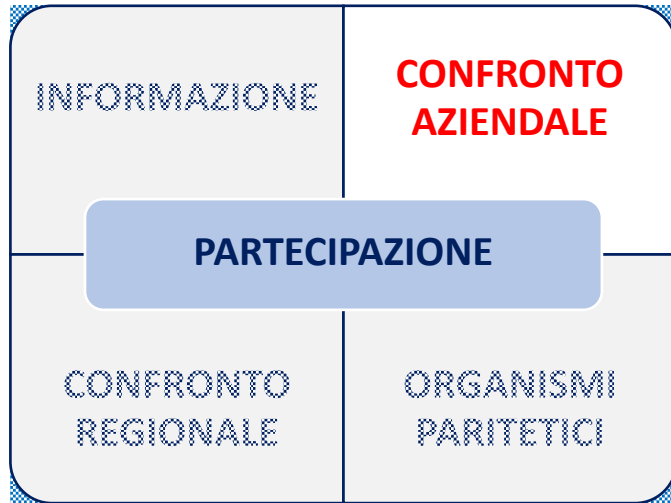 INFORMAZIONE
CONFRONTO
AZIENDALE
PARTECIPAZIONE
CONFRONTO
REGIONALE
ORGANISMI
PARITETICI